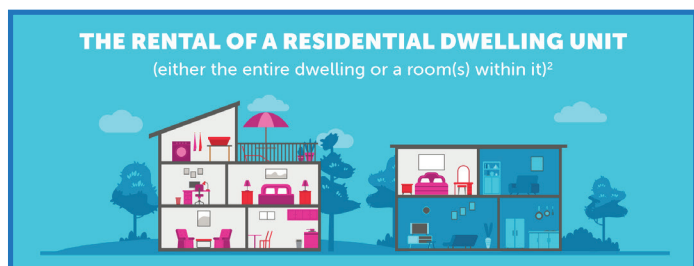 THE RENTAL OF A RESIDENTIAL DWELLING UNIT
(either the entire dwelling or a room(s) within it)²